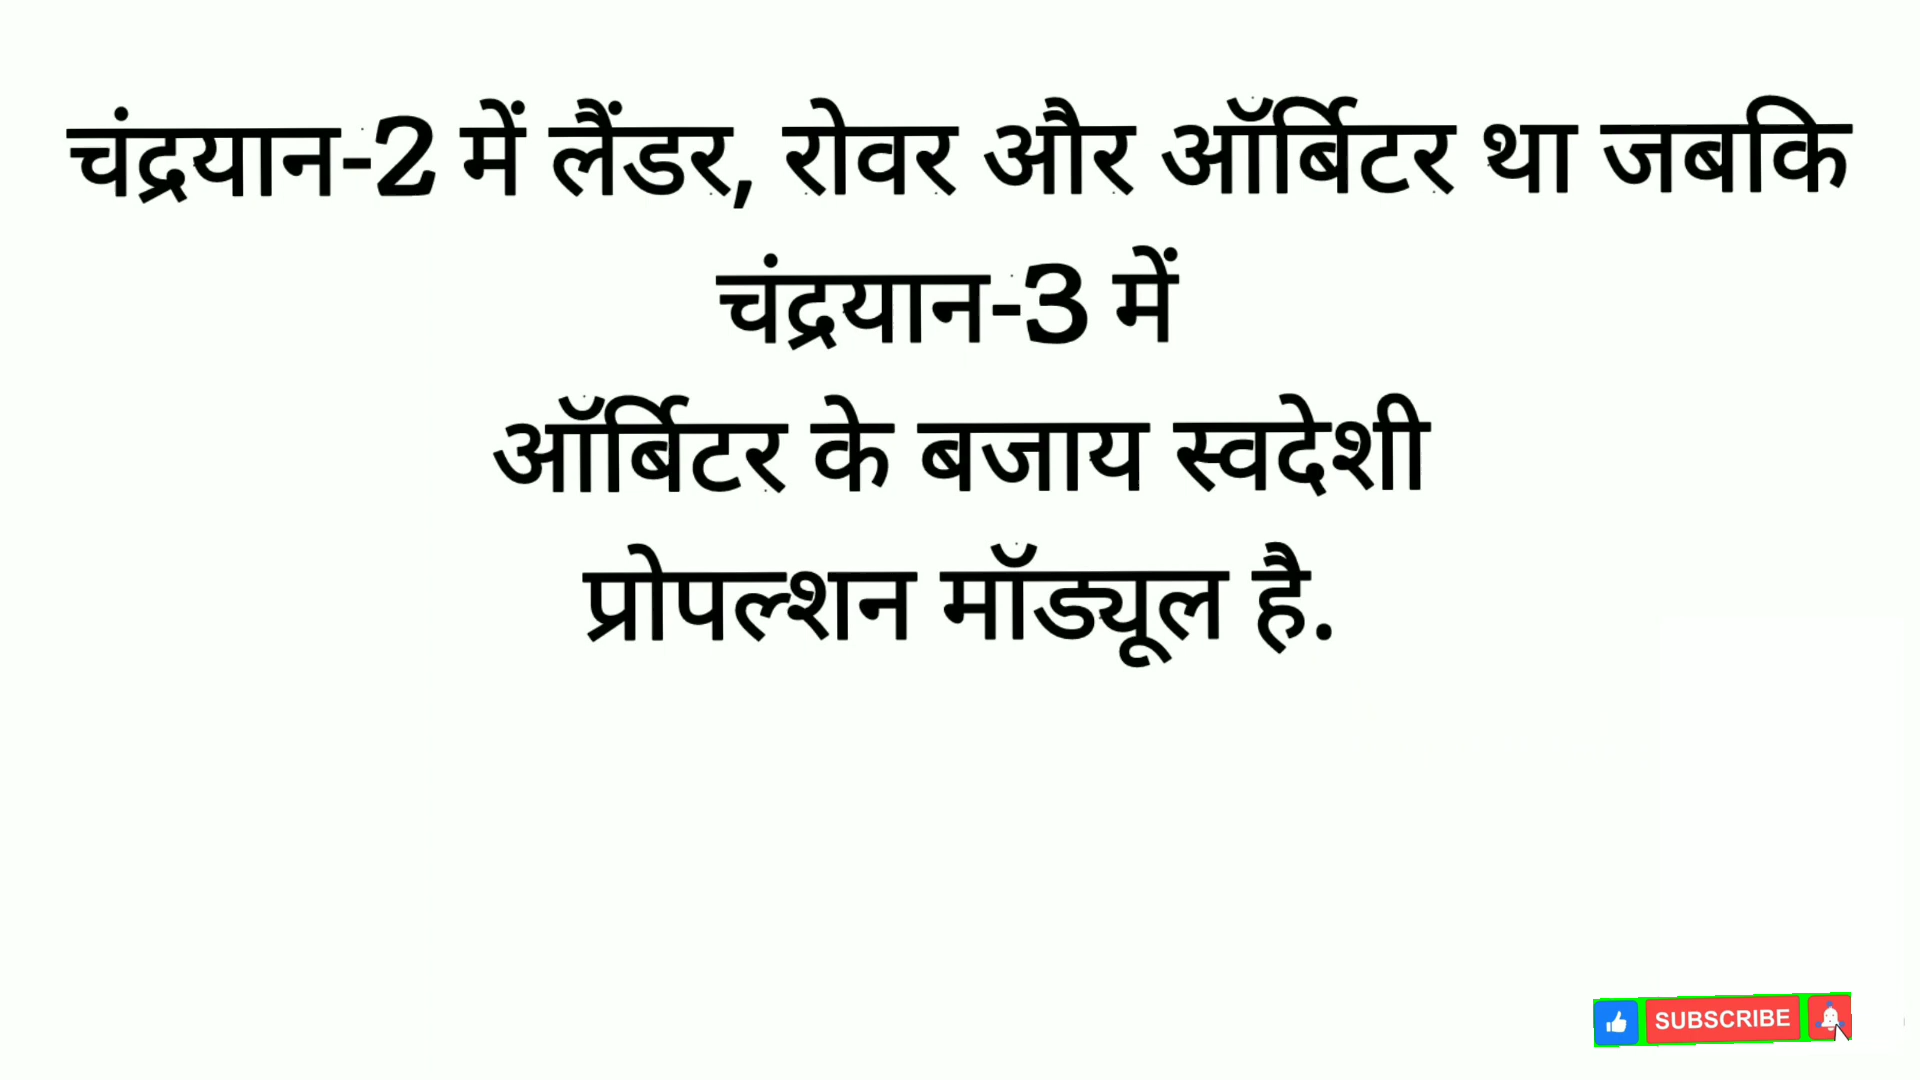 चंद्रयान-2 में लैंडर, रोवर और ऑर्बिटर था जबकि
चंद्रयान-3 में
ऑर्बिटर के बजाय स्वदेशी
प्रोपल्शन मॉड्यूल है.
SUBSCRIBE